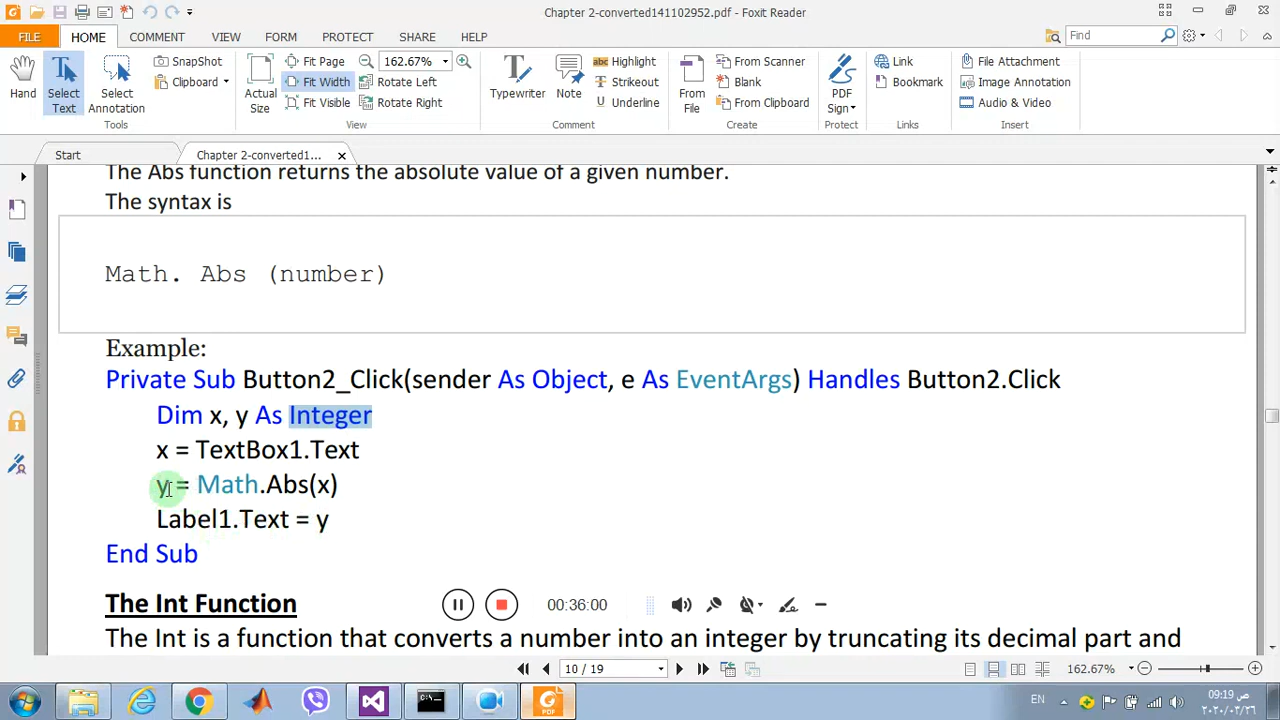 Chapter 2-converted141102952.pdf - Foxit Reader
FILE HOME COMMENT VIEW FORM PROTECT SHARE HELP
Find
Hand
Select Text
SnapShot
Clipboard
Select Annotation
Tools
Actual Size
Fit Page
Fit Width
Fit Visible
162.67%
Rotate Left
Rotate Right
View
Typewriter
Note
Highlight
Strikeout
Underline
Comment
From File
From Scanner
Blank
From Clipboard
Create
PDF Sign
Protect
Link
Bookmark
Links
File Attachment
Image Annotation
Audio & Video
Insert
Start
Chapter 2-converted1...
The Abs function returns the absolute value of a given number.
The syntax is
Math. Abs (number)
Example:
Private Sub Button2_Click(sender As Object, e As EventArgs) Handles Button2.Click
Dim x, y As Integer
x = TextBox1.Text
y = Math.Abs(x)
Label1.Text = y
End Sub
The Int Function
00:36:00
The Int is a function that converts a number into an integer by truncating its decimal part and
10 / 19
162.67%
EN
09:19 ص
٢٠٢٠/٠٣/٢٦